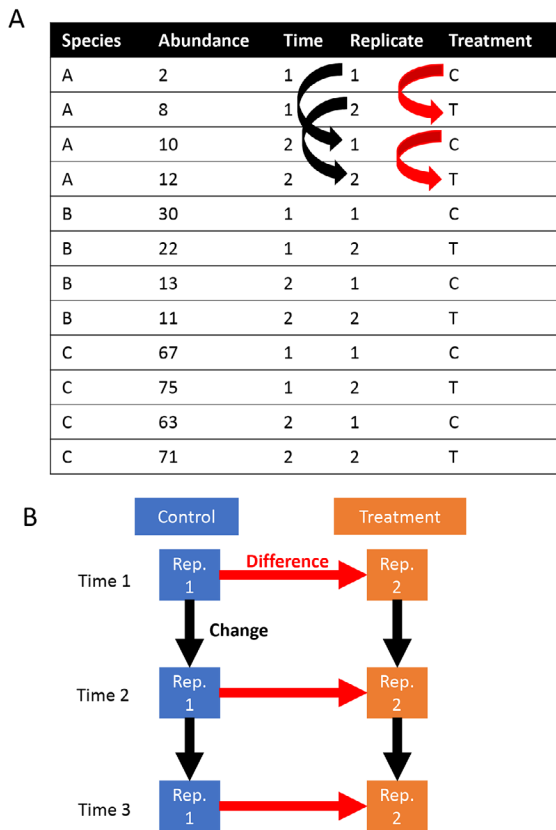 A
Species Abundance Time Replicate Treatment
A 2 1 1 C
A 8 1 2 T
A 10 2 1 C
A 12 2 2 T
B 30 1 1 C
B 22 1 2 T
B 13 2 1 C
B 11 2 2 T
C 67 1 1 C
C 75 1 2 T
C 63 2 1 C
C 71 2 2 T
B
Control Treatment
Time 1
Rep.
1
Difference
Rep.
2
Change
Time 2
Rep.
1
Rep.
2
Time 3
Rep.
1
Rep.
2